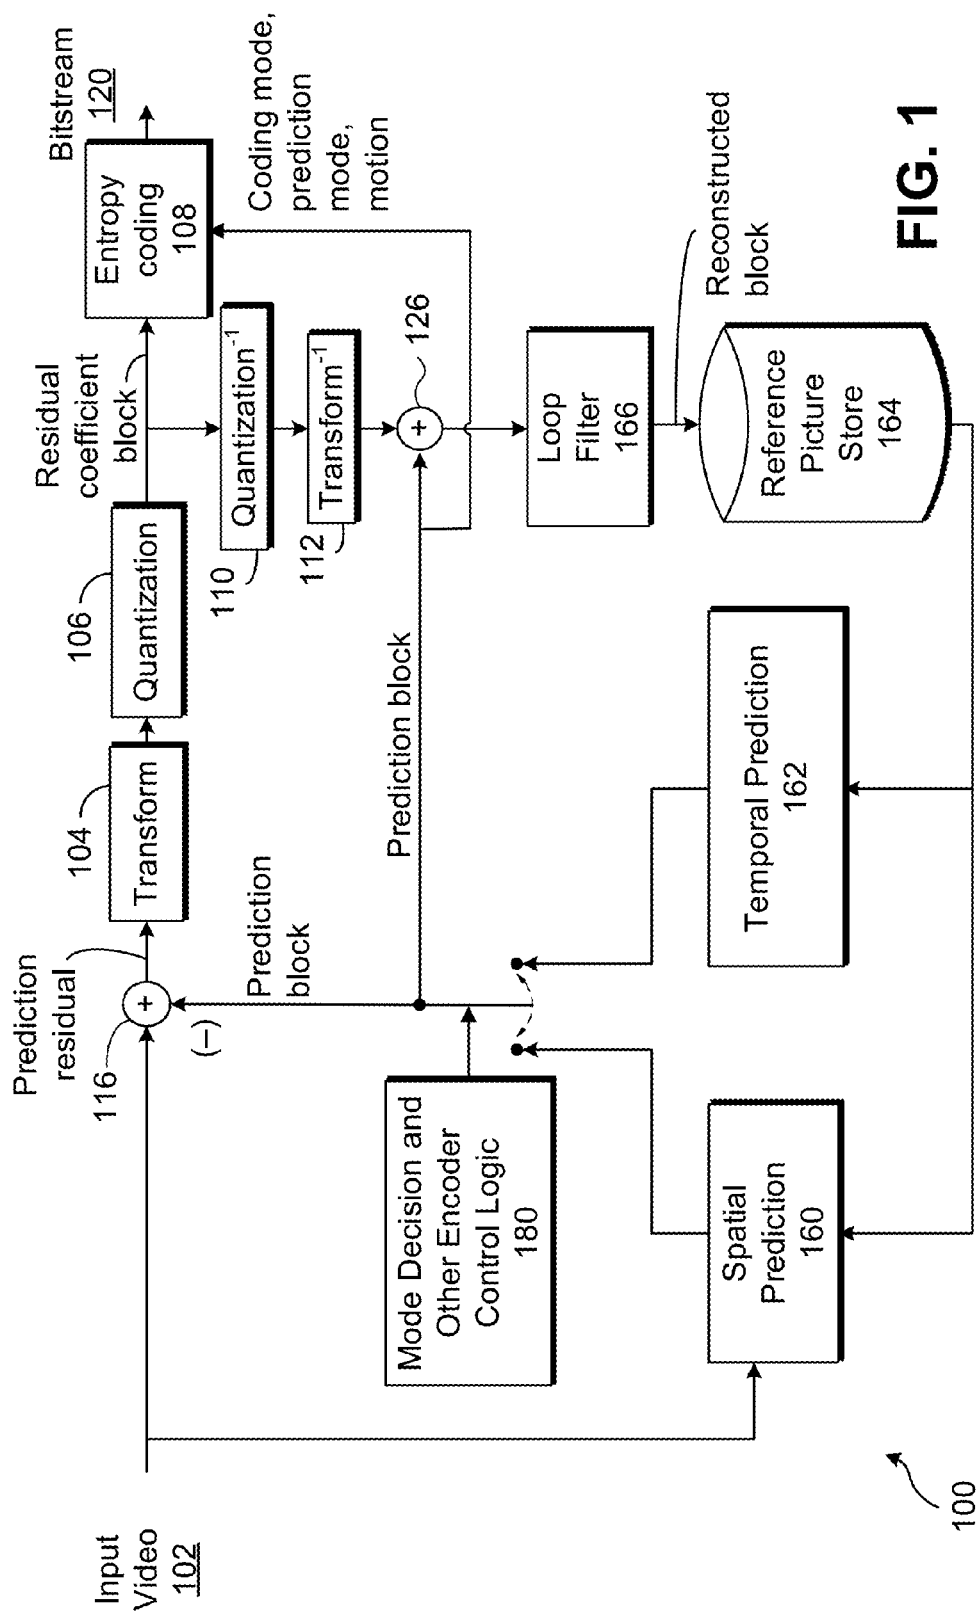 Input
Video
102
Prediction
residual
116
104
Transform
106
Quantization
Residual
coefficient
block
Entropy
coding
108
Bitstream
120
+
(–)
Prediction
block
Quantization⁻¹
110
Transform⁻¹
112
Coding mode,
prediction
mode,
motion
Prediction block
+
126
Mode Decision and
Other Encoder
Control Logic
180
Loop
Filter
166
Reconstructed
block
Spatial
Prediction
160
Temporal Prediction
162
Reference
Picture
Store
164
100
FIG. 1